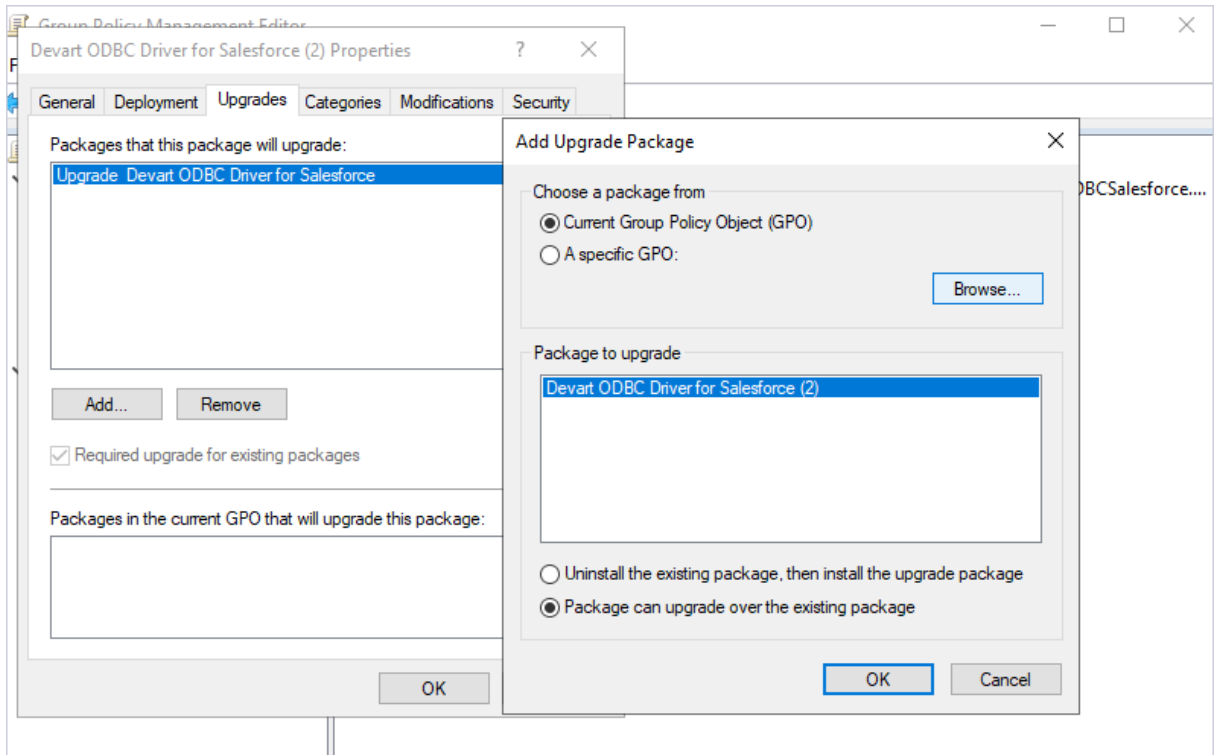 Group Policy Management Editor
Devart ODBC Driver for Salesforce (2) Properties ?
F
General Deployment Upgrades Categories Modifications Security
Packages that this package will upgrade:
Upgrade Devart ODBC Driver for Salesforce
Add... Remove
Required upgrade for existing packages
Packages in the current GPO that will upgrade this package:
OK
Add Upgrade Package
Choose a package from
Current Group Policy Object (GPO)
A specific GPO:
Browse...
Package to upgrade
Devart ODBC Driver for Salesforce (2)
Uninstall the existing package, then install the upgrade package
Package can upgrade over the existing package
OK Cancel
DBCSalesforce....